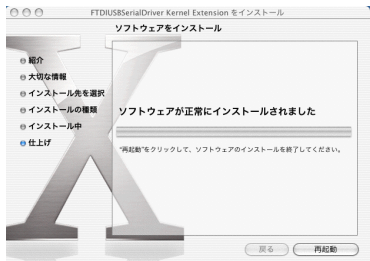 FTDIUSBSerialDriver Kernel Extension をインストール
ソフトウェアをインストール
紹介
大切な情報
インストール先を選択
インストールの種類
インストール中
仕上げ
ソフトウェアが正常にインストールされました
"再起動"をクリックして、ソフトウェアのインストールを終了してください。
戻る
再起動